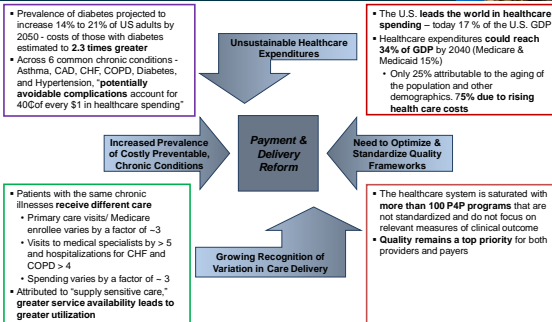 ▪ Prevalence of diabetes projected to
increase 14% to 21% of US adults by
2050 - costs of those with diabetes
estimated to 2.3 times greater
▪ Across 6 common chronic conditions -
Asthma, CAD, CHF, COPD, Diabetes,
and Hypertension, "potentially
avoidable complications account for
40₵of every $1 in healthcare spending"
Unsustainable Healthcare
Expenditures
▪ The U.S. leads the world in healthcare
spending – today 17 % of the U.S. GDP
▪ Healthcare expenditures could reach
34% of GDP by 2040 (Medicare &
Medicaid 15%)
• Only 25% attributable to the aging of
the population and other
demographics. 75% due to rising
health care costs
Increased Prevalence
of Costly Preventable,
Chronic Conditions
Payment &
Delivery
Reform
Need to Optimize &
Standardize Quality
Frameworks
▪ Patients with the same chronic
illnesses receive different care
• Primary care visits/ Medicare
enrollee varies by a factor of ~3
• Visits to medical specialists by > 5
and hospitalizations for CHF and
COPD > 4
• Spending varies by a factor of ~ 3
▪ Attributed to "supply sensitive care,"
greater service availability leads to
greater utilization
Growing Recognition of
Variation in Care Delivery
▪ The healthcare system is saturated with
more than 100 P4P programs that are
not standardized and do not focus on
relevant measures of clinical outcome
▪ Quality remains a top priority for both
providers and payers